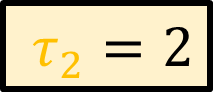 τ₂ = 2